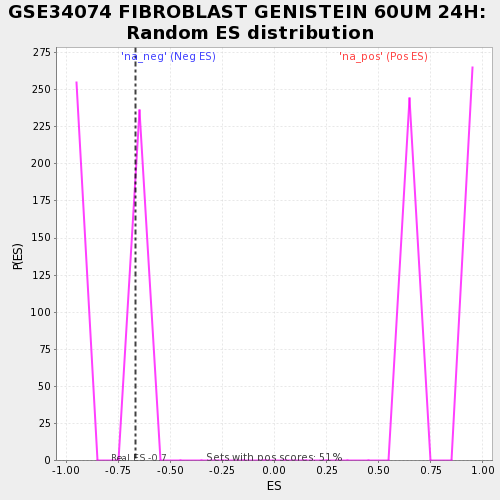 GSE34074 FIBROBLAST GENISTEIN 60UM 24H:
Random ES distribution
'na_neg' (Neg ES)
'na_pos' (Pos ES)
275
250
225
200
175
150
125
100
75
50
25
0
P(ES)
Real ES -0.7
Sets with pos scores: 51%
-1.00 -0.75 -0.50 -0.25 0.00 0.25 0.50 0.75 1.00
ES